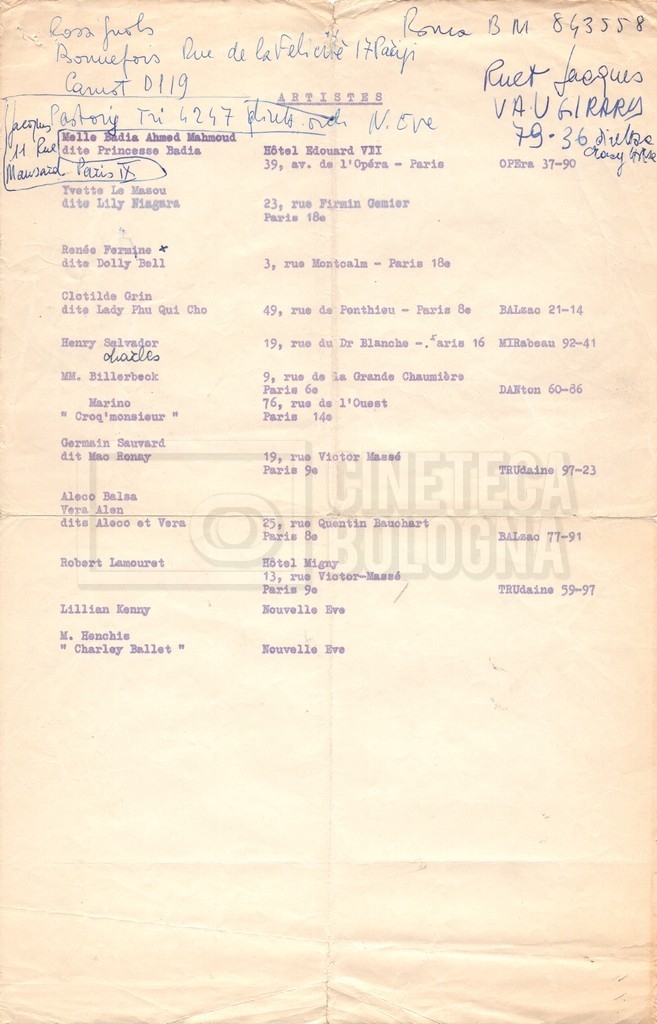 Rossignols
Roma B M 843558
Bonnefois Rue de la Félicité 17 Parigi
Carnot D119
Ruet Jacques
VAUGIRARD
79-36
ARTISTES
Jacques Pastorig Tri 4247 N. Eve
11 Rue
Mansard Paris IX
Melle Badia Ahmed Mahmoud
dite Princesse Badia Hôtel Edouard VII
39, av. de l'Opéra - Paris OPEra 37-90
Yvette Le Masou
dite Lily Niagara 23, rue Firmin Gemier
Paris 18e
Renée Fermine x
dite Dolly Bell 3, rue Montcalm - Paris 18e
Clotilde Grin
dite Lady Phu Qui Cho 49, rue de Ponthieu - Paris 8e BALzac 21-14
Henry Salvador 19, rue du Dr Blanche -.Paris 16 MIRabeau 92-41
charles
MM. Billerbeck 9, rue de la Grande Chaumière
Paris 6e DANton 60-86
Marino 76, rue de l'Ouest
" Croq'monsieur " Paris 14e
Germain Sauvard
dit Mac Ronay 19, rue Victor Massé
Paris 9e TRUdaine 97-23
Aleco Balsa
Vera Alen
dits Aleco et Vera 25, rue Quentin Bauchart
Paris 8e BALzac 77-91
Robert Lamouret Hôtel Migny
13, rue Victor-Massé
Paris 9e TRUdaine 59-97
Lillian Kenny Nouvelle Eve
M. Henchis
" Charley Ballet " Nouvelle Eve
CINETECA
BOLOGNA